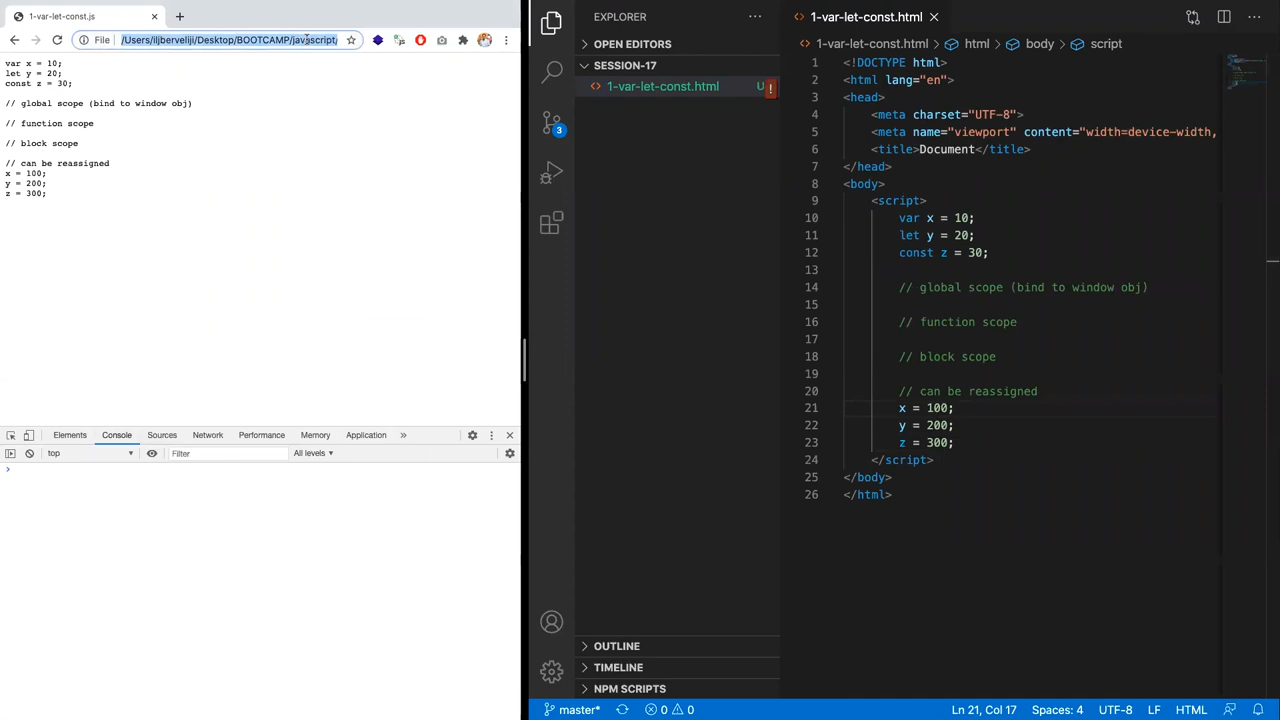 1-var-let-const.js
File
/Users/iljberveliji/Desktop/BOOTCAMP/javascript/
var x = 10;
let y = 20;
const z = 30;
// global scope (bind to window obj)
// function scope
// block scope
// can be reassigned
x = 100;
y = 200;
z = 300;
Elements Console Sources Network Performance Memory Application
top Filter All levels
EXPLORER
OPEN EDITORS
SESSION-17
1-var-let-const.html U
!
3
OUTLINE
TIMELINE
NPM SCRIPTS
1-var-let-const.html
1-var-let-const.html > html > body > script
1 <!DOCTYPE html>
2 <html lang="en">
3 <head>
4 <meta charset="UTF-8">
5 <meta name="viewport" content="width=device-width,
6 <title>Document</title>
7 </head>
8 <body>
9 <script>
10 var x = 10;
11 let y = 20;
12 const z = 30;
13
14 // global scope (bind to window obj)
15
16 // function scope
17
18 // block scope
19
20 // can be reassigned
21 x = 100;
22 y = 200;
23 z = 300;
24 </script>
25 </body>
26 </html>
master* 0 0 Ln 21, Col 17 Spaces: 4 UTF-8 LF HTML